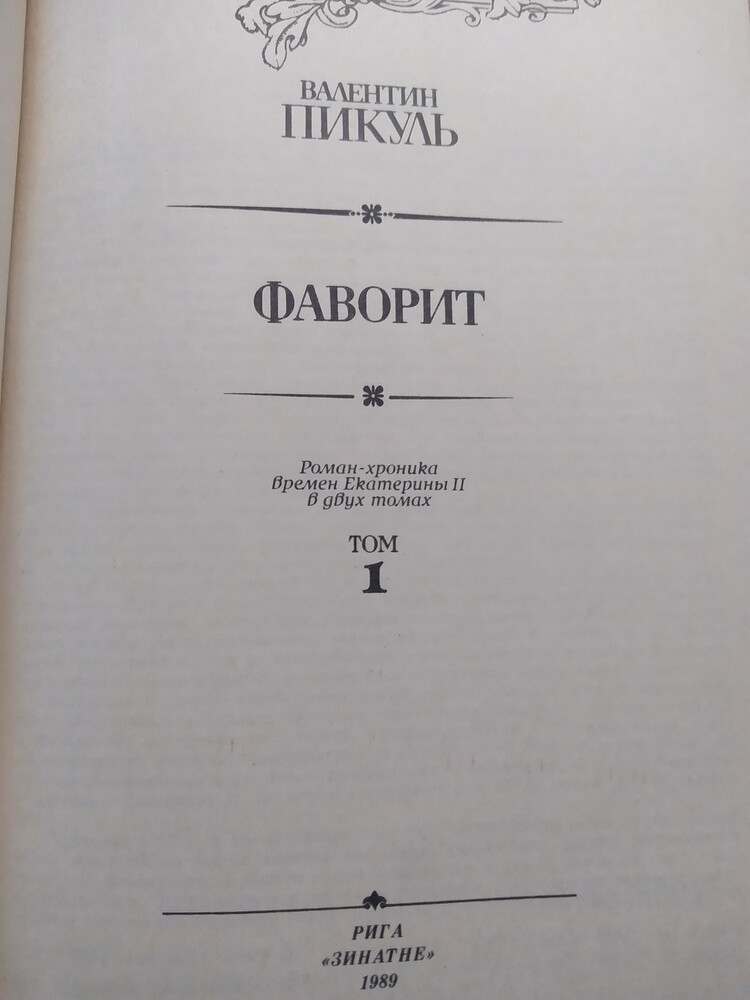 ВАЛЕНТИН
ПИКУЛЬ
ФАВОРИТ
Роман-хроника
времен Екатерины II
в двух томах
ТОМ
1
РИГА
«ЗИНАТНЕ»
1989